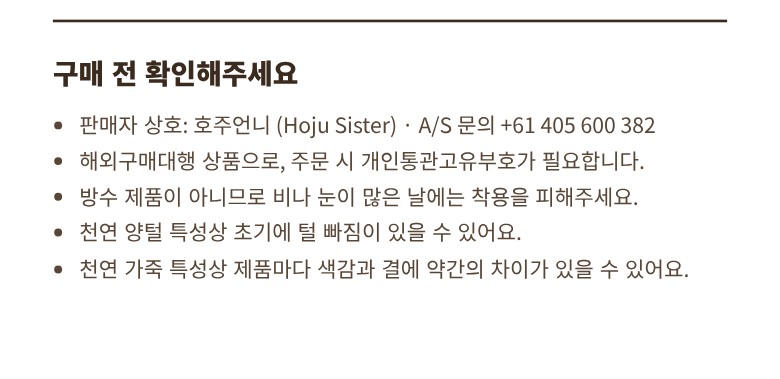 구매 전 확인해주세요
• 판매자 상호: 호주언니 (Hoju Sister) · A/S 문의 +61 405 600 382
• 해외구매대행 상품으로, 주문 시 개인통관고유부호가 필요합니다.
• 방수 제품이 아니므로 비나 눈이 많은 날에는 착용을 피해주세요.
• 천연 양털 특성상 초기에 털 빠짐이 있을 수 있어요.
• 천연 가죽 특성상 제품마다 색감과 결에 약간의 차이가 있을 수 있어요.